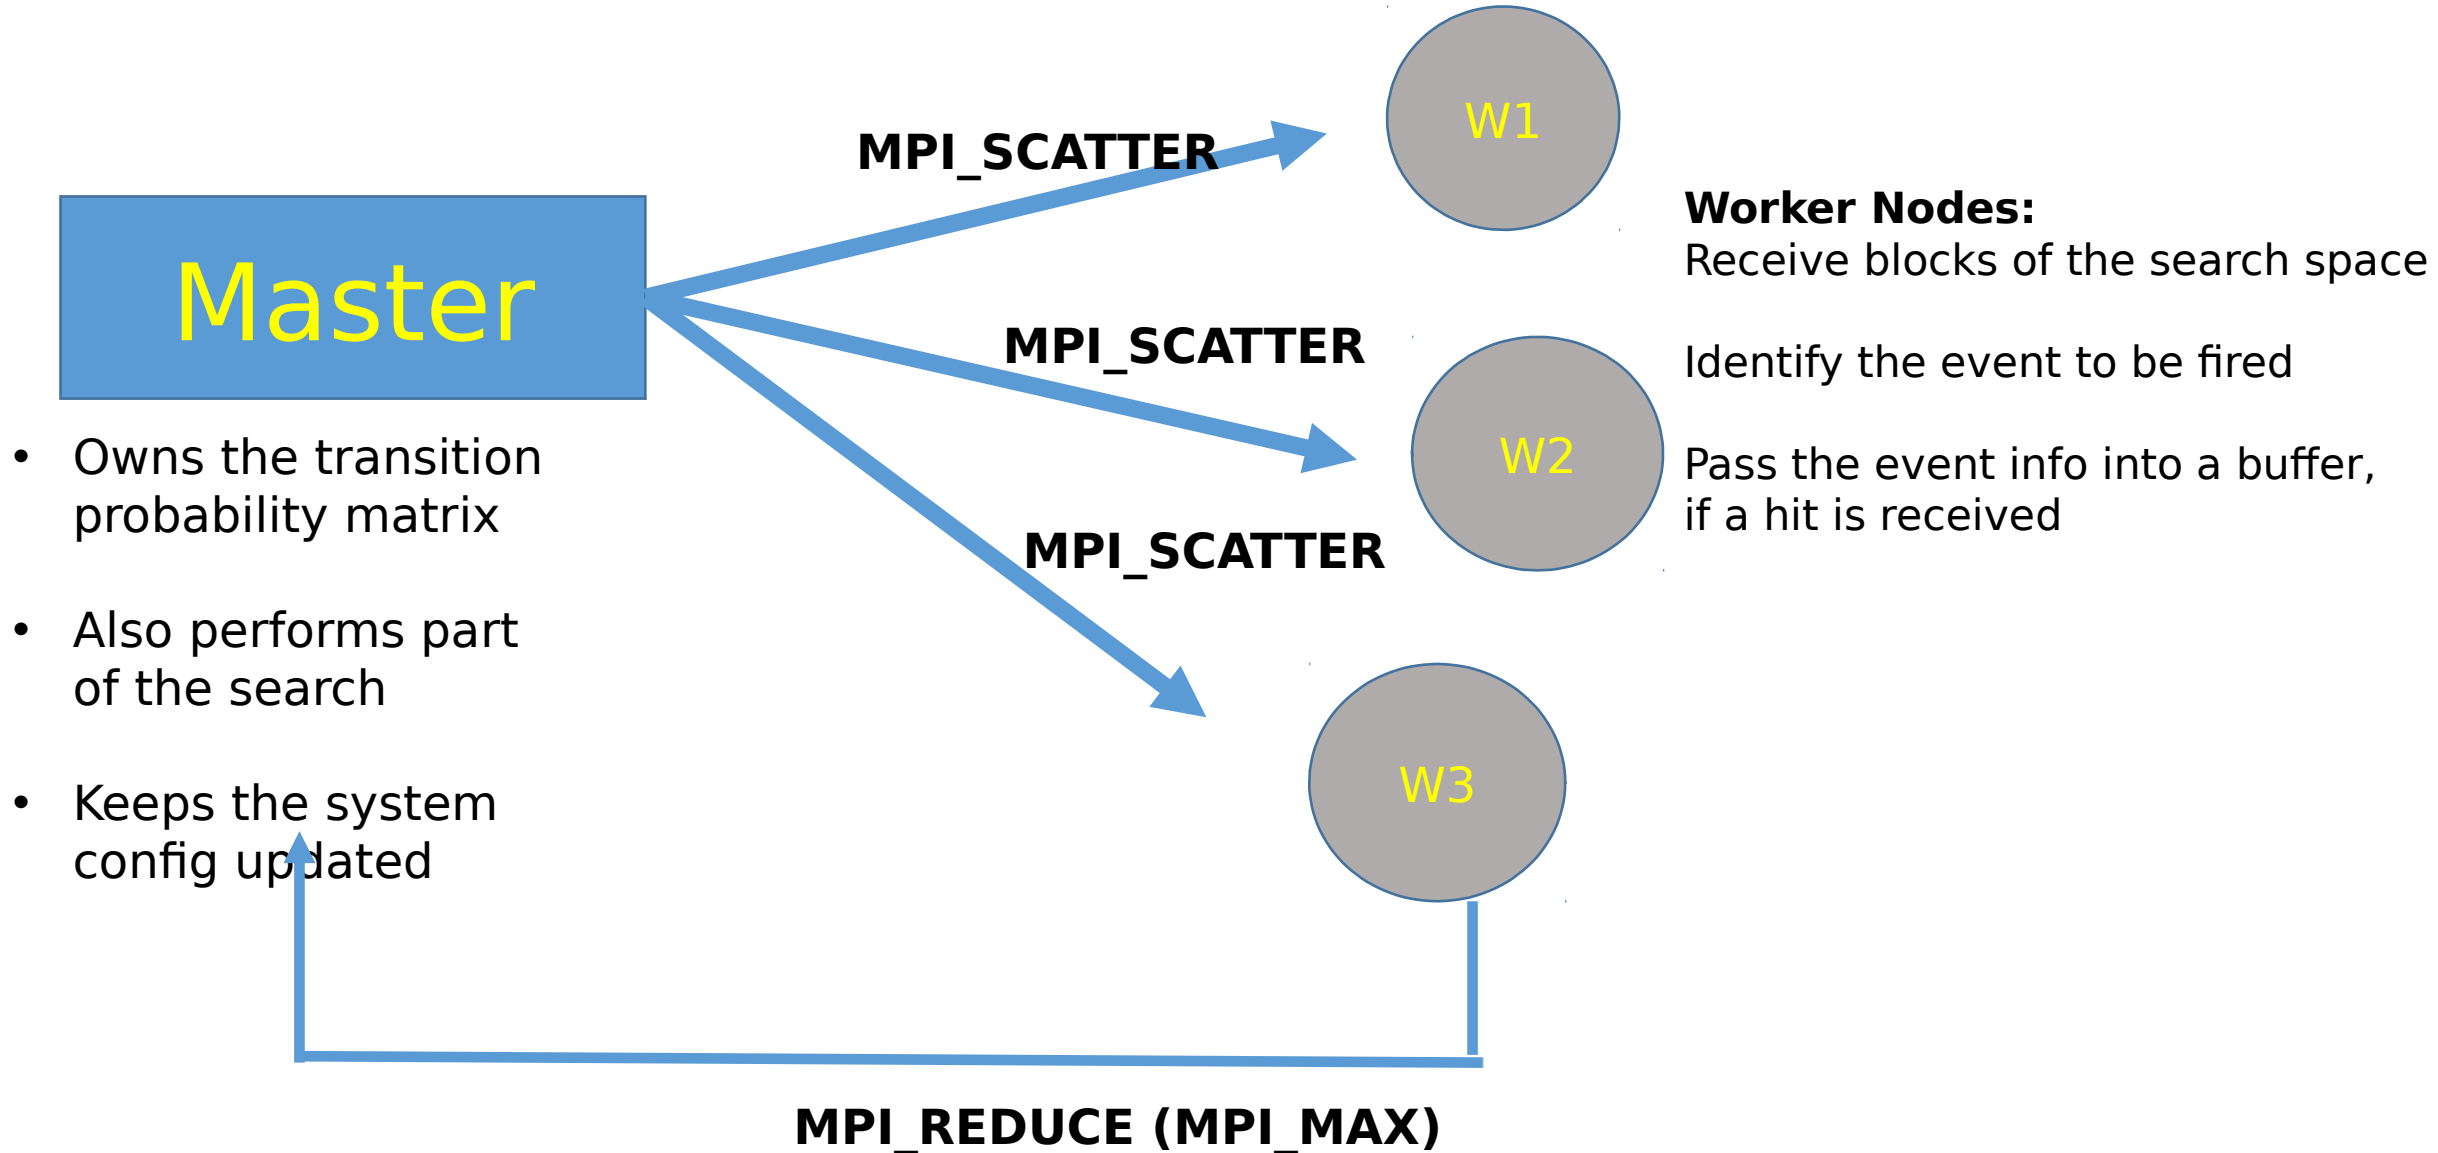 Master
• Owns the transition
probability matrix
• Also performs part
of the search
• Keeps the system
config updated
MPI_SCATTER
MPI_SCATTER
MPI_SCATTER
W1
W2
W3
Worker Nodes:
Receive blocks of the search space
Identify the event to be fired
Pass the event info into a buffer,
if a hit is received
MPI_REDUCE (MPI_MAX)